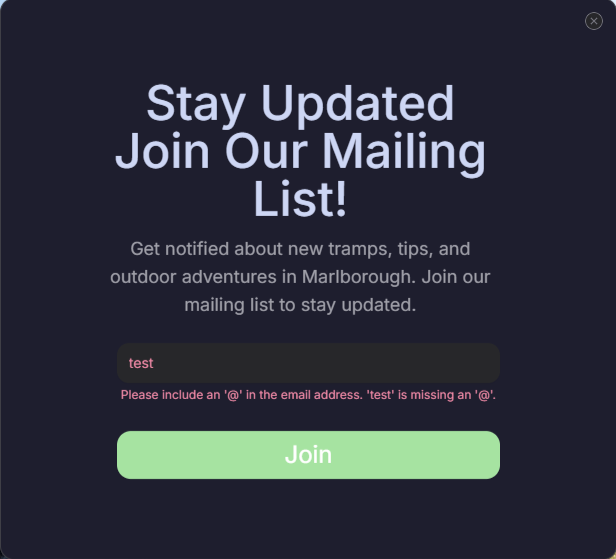 Stay Updated
Join Our Mailing
List!
Get notified about new tramps, tips, and
outdoor adventures in Marlborough. Join our
mailing list to stay updated.
test
Please include an '@' in the email address. 'test' is missing an '@'.
Join